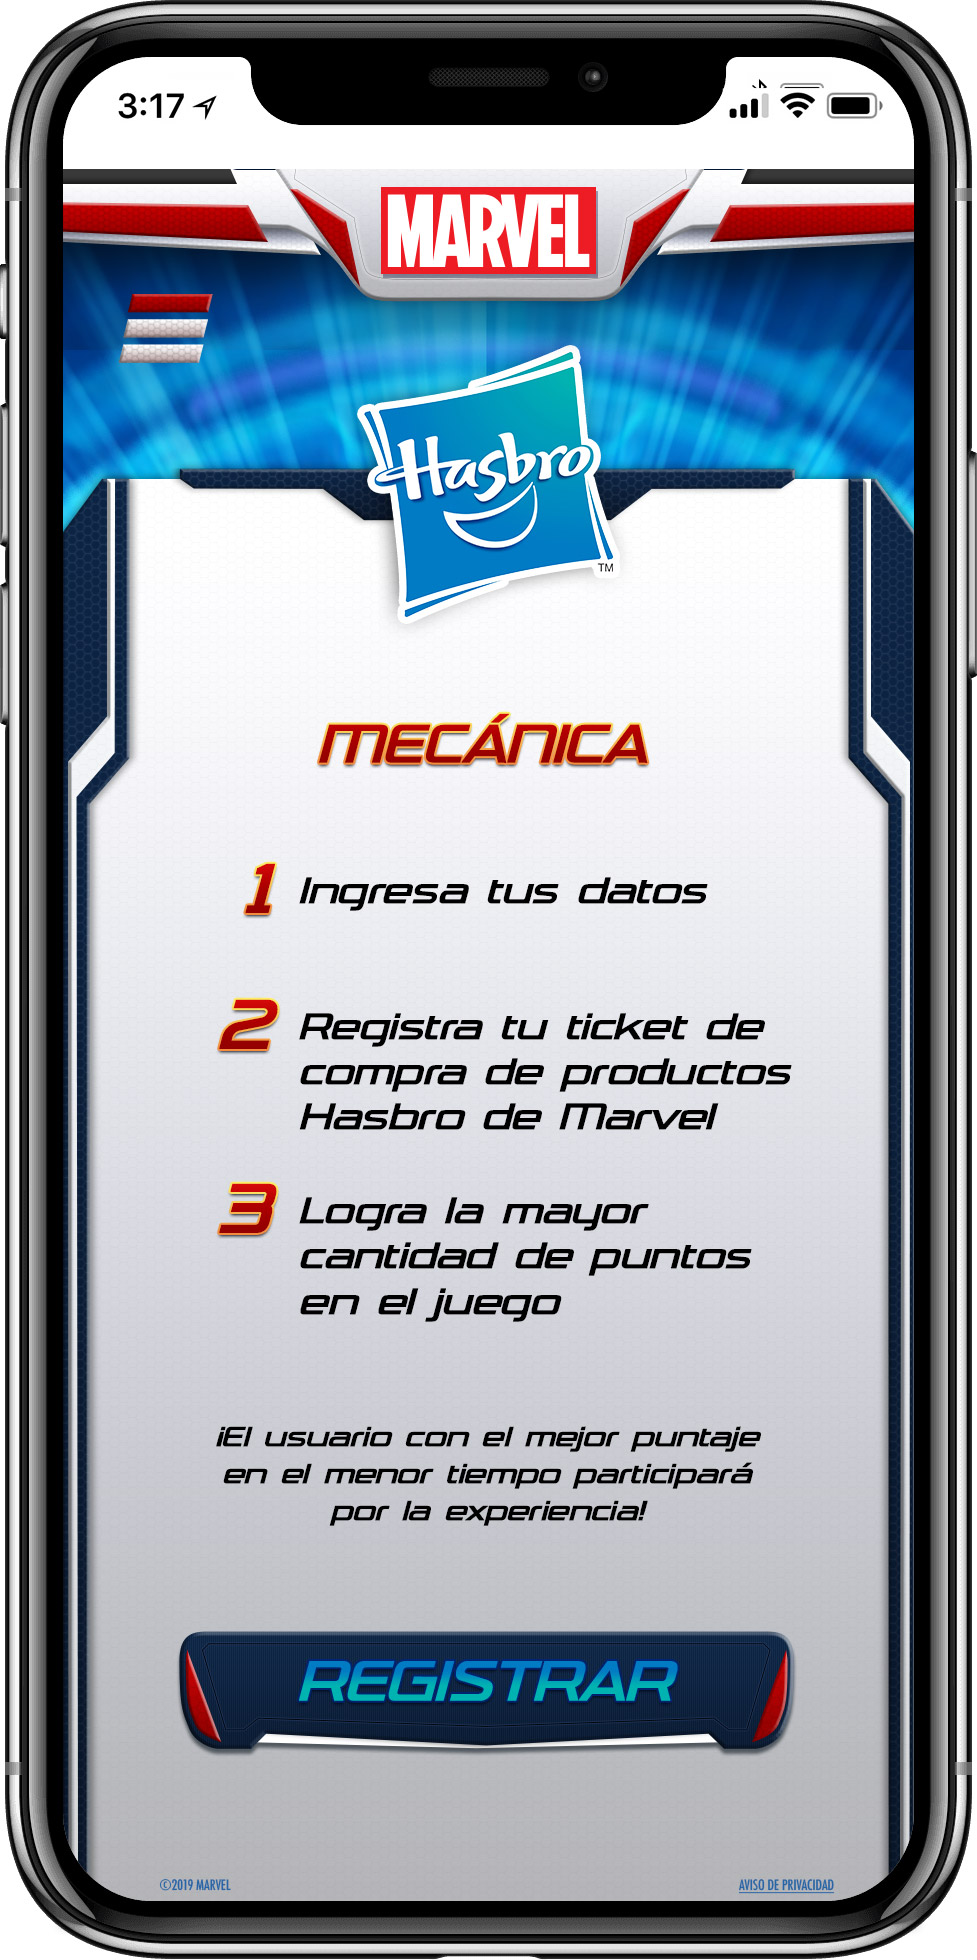 3:17
MARVEL
Hasbro
TM
MECÁNICA
1 Ingresa tus datos
2 Registra tu ticket de
compra de productos
Hasbro de Marvel
3 Logra la mayor
cantidad de puntos
en el juego
¡El usuario con el mejor puntaje
en el menor tiempo participará
por la experiencia!
REGISTRAR
©2019 MARVEL
AVISO DE PRIVACIDAD